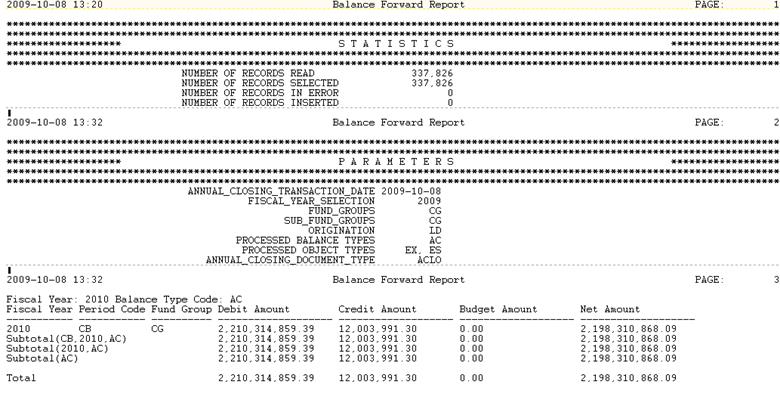 2009-10-08 13:20 Balance Forward Report PAGE: 1
********************************************************************************************************************************
********************************************************************************************************************************
******************* S T A T I S T I C S ******************
********************************************************************************************************************************
********************************************************************************************************************************
NUMBER OF RECORDS READ 337,826
NUMBER OF RECORDS SELECTED 337,826
NUMBER OF RECORDS IN ERROR 0
NUMBER OF RECORDS INSERTED 0
2009-10-08 13:32 Balance Forward Report PAGE: 2
********************************************************************************************************************************
********************************************************************************************************************************
******************* P A R A M E T E R S ******************
********************************************************************************************************************************
********************************************************************************************************************************
ANNUAL_CLOSING_TRANSACTION_DATE 2009-10-08
FISCAL_YEAR_SELECTION 2009
FUND_GROUPS CG
SUB_FUND_GROUPS CG
ORIGINATION LD
PROCESSED BALANCE TYPES AC
PROCESSED OBJECT TYPES EX, ES
ANNUAL_CLOSING_DOCUMENT_TYPE ACLO
2009-10-08 13:32 Balance Forward Report PAGE: 3
Fiscal Year: 2010 Balance Type Code: AC
Fiscal Year Period Code Fund Group Debit Amount Credit Amount Budget Amount Net Amount
----------- ----------- ---------- ------------------- ------------------ ------------------- -------------------
2010 CB CG 2,210,314,859.39 12,003,991.30 0.00 2,198,310,868.09
Subtotal(CB,2010,AC) 2,210,314,859.39 12,003,991.30 0.00 2,198,310,868.09
Subtotal(2010,AC) 2,210,314,859.39 12,003,991.30 0.00 2,198,310,868.09
Subtotal(AC) 2,210,314,859.39 12,003,991.30 0.00 2,198,310,868.09
Total 2,210,314,859.39 12,003,991.30 0.00 2,198,310,868.09